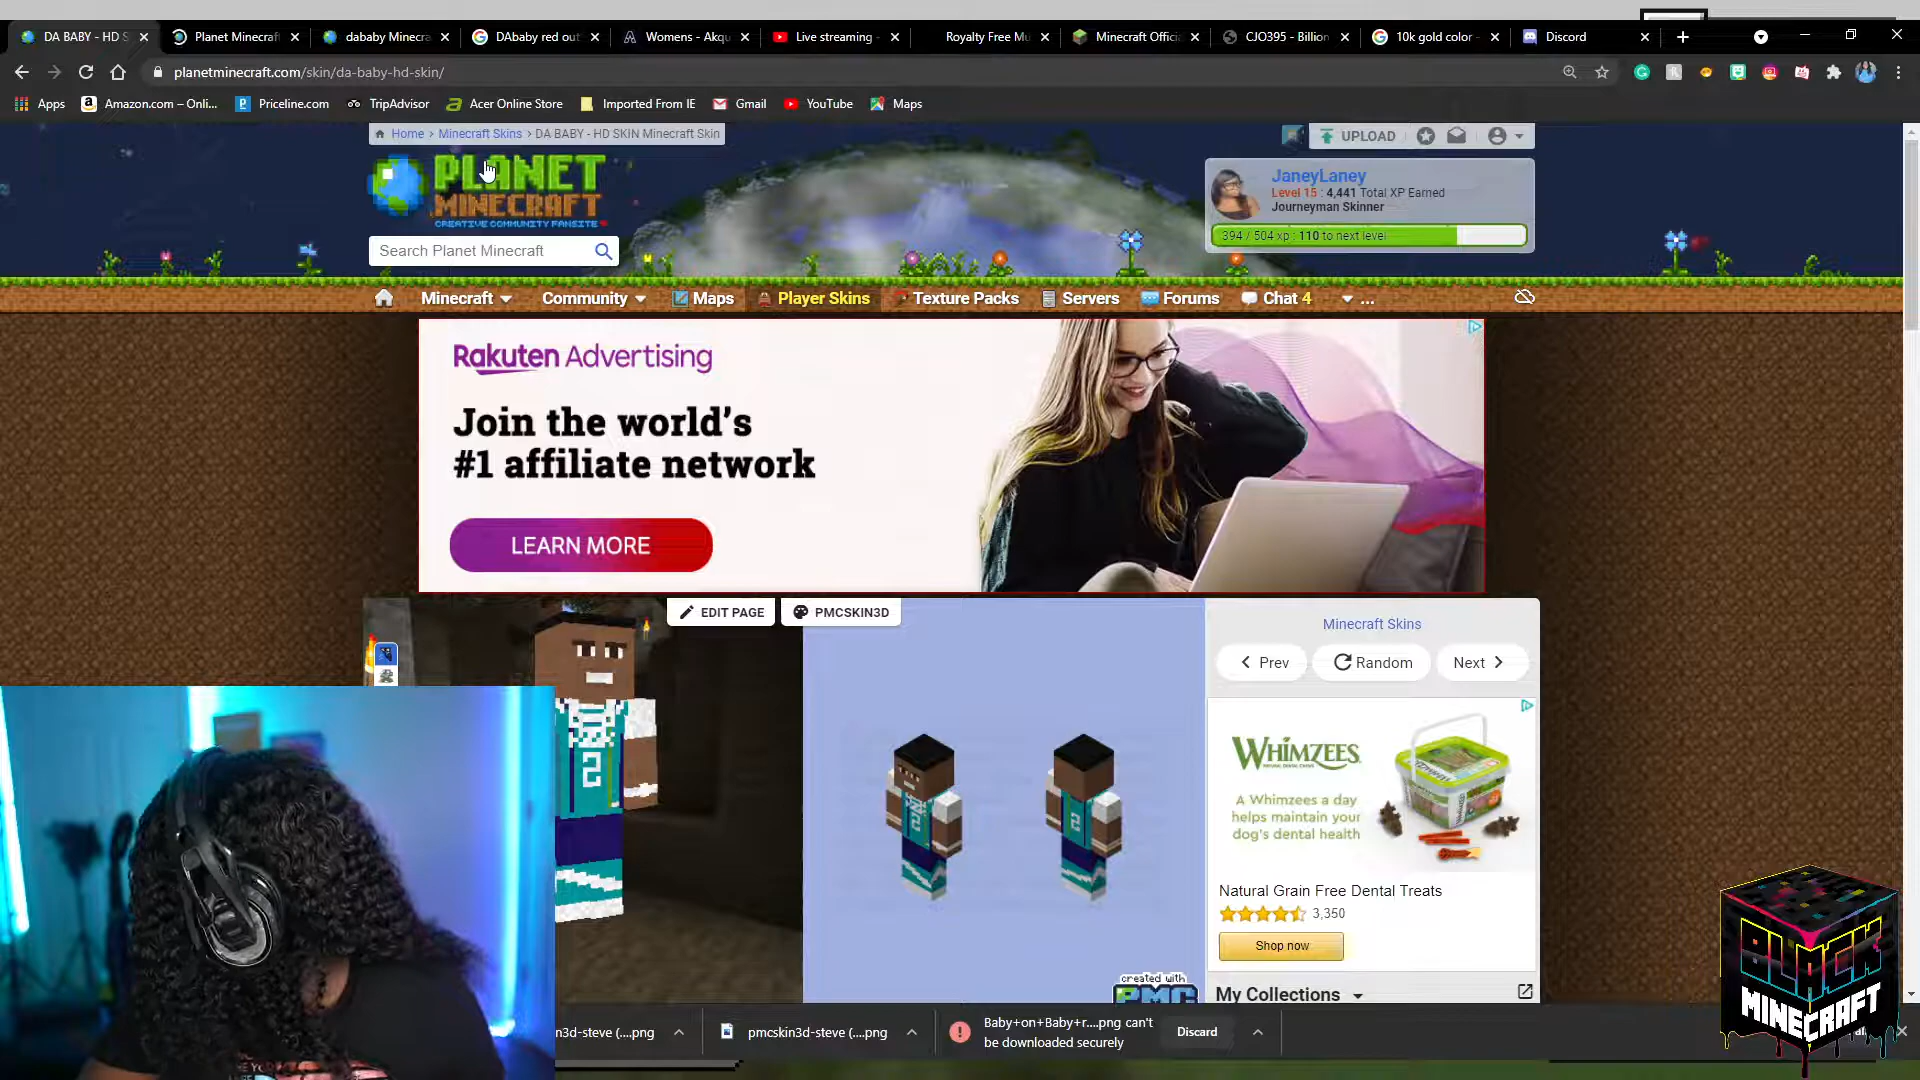 DA BABY - HD S
Planet Minecraf
dababy Minecra
DAbaby red out
Womens - Akqu
Live streaming -
Royalty Free Mu
Minecraft Offici
CJO395 - Billion
10k gold color -
Discord
planetminecraft.com/skin/da-baby-hd-skin/
Apps
Amazon.com – Onli...
Priceline.com
TripAdvisor
Acer Online Store
Imported From IE
Gmail
YouTube
Maps
Home › Minecraft Skins › DA BABY - HD SKIN Minecraft Skin
UPLOAD
PLANET
MINECRAFT
CREATIVE COMMUNITY FANSITE
JaneyLaney
Level 15 : 4,441 Total XP Earned
Journeyman Skinner
394 / 504 xp : 110 to next level
Search Planet Minecraft
Minecraft
Community
Maps
Player Skins
Texture Packs
Servers
Forums
Chat 4
...
Rakuten Advertising
Join the world's
#1 affiliate network
LEARN MORE
EDIT PAGE
PMCSKIN3D
Minecraft Skins
Prev
Random
Next
2
2
2
WHIMZEES
A Whimzees a day
helps maintain your
dog's dental health
Natural Grain Free Dental Treats
3,350
Shop now
created with
PMC
My Collections
BLACK
MINECRAFT
n3d-steve (....png
pmcskin3d-steve (....png
Baby+on+Baby+r....png can't
be downloaded securely
Discard